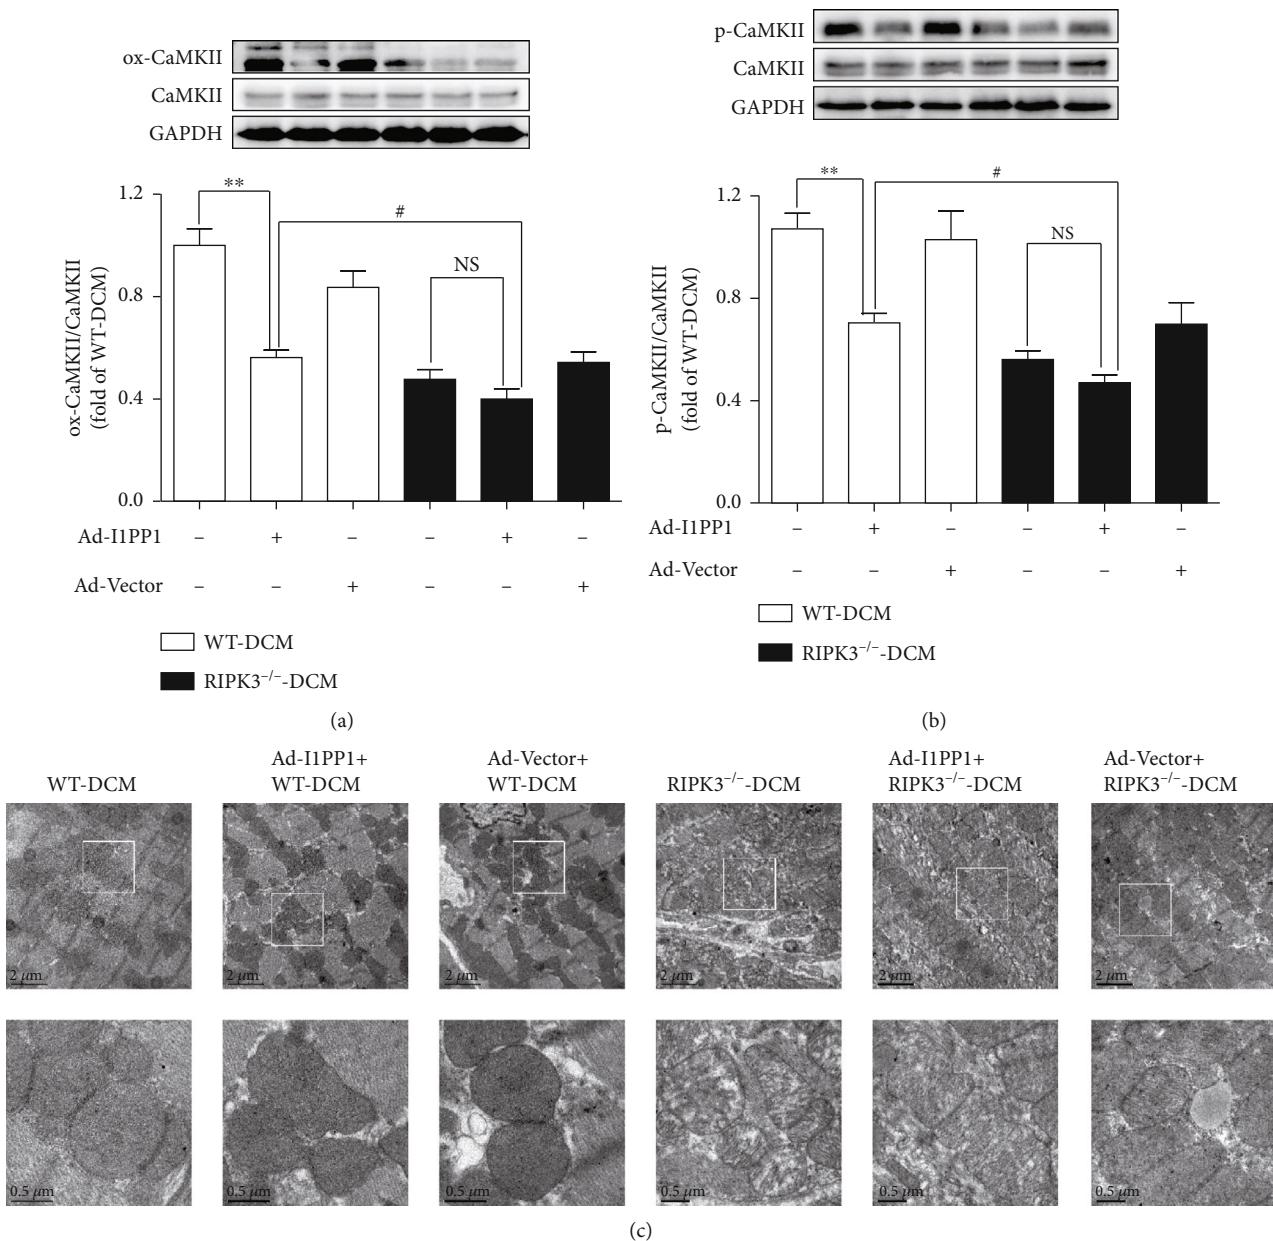 ox-CaMKII
CaMKII
GAPDH
1.2
0.8
0.4
0.0
ox-CaMKII/CaMKII
(fold of WT-DCM)
**
#
NS
Ad-I1PP1 – + – – + –
Ad-Vector – – + – – +
WT-DCM
RIPK3⁻/⁻-DCM
(a)
p-CaMKII
CaMKII
GAPDH
1.2
0.8
0.4
0.0
p-CaMKII/CaMKII
(fold of WT-DCM)
**
#
NS
Ad-I1PP1 – + – – + –
Ad-Vector – – + – – +
WT-DCM
RIPK3⁻/⁻-DCM
(b)
WT-DCM
Ad-I1PP1+
WT-DCM
Ad-Vector+
WT-DCM
RIPK3⁻/⁻-DCM
Ad-I1PP1+
RIPK3⁻/⁻-DCM
Ad-Vector+
RIPK3⁻/⁻-DCM
2 μm
2 μm
2 μm
2 μm
2 μm
2 μm
0.5 μm
0.5 μm
0.5 μm
0.5 μm
0.5 μm
0.5 μm
(c)